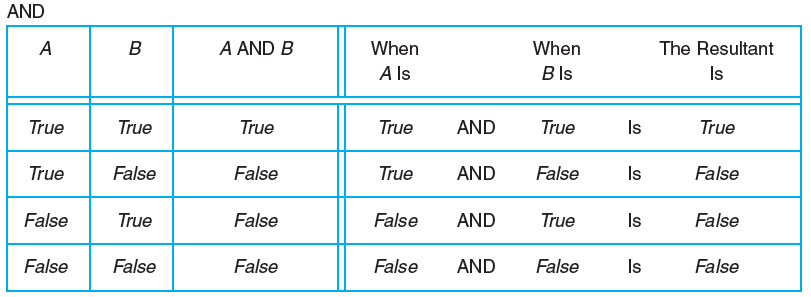 AND
A B A AND B When When The Resultant
A Is B Is Is
True True True True AND True Is True
True False False True AND False Is False
False True False False AND True Is False
False False False False AND False Is False